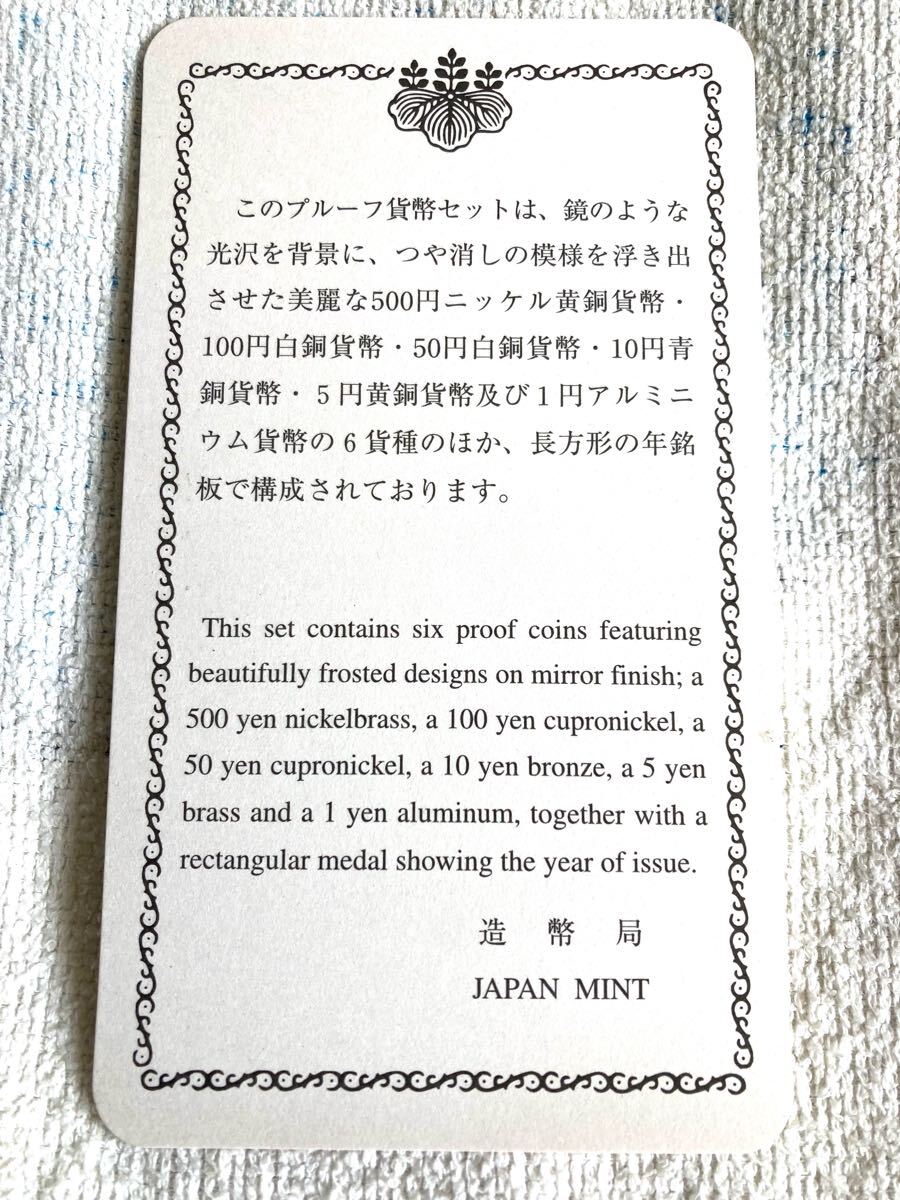 このプルーフ貨幣セットは、鏡のような
光沢を背景に、つや消しの模様を浮き出
させた美麗な500円ニッケル黄銅貨幣・
100円白銅貨幣・50円白銅貨幣・10円青
銅貨幣・5円黄銅貨幣及び1円アルミニ
ウム貨幣の6貨種のほか、長方形の年銘
板で構成されております。
This set contains six proof coins featuring
beautifully frosted designs on mirror finish; a
500 yen nickelbrass, a 100 yen cupronickel, a
50 yen cupronickel, a 10 yen bronze, a 5 yen
brass and a 1 yen aluminum, together with a
rectangular medal showing the year of issue.
造幣局
JAPAN MINT